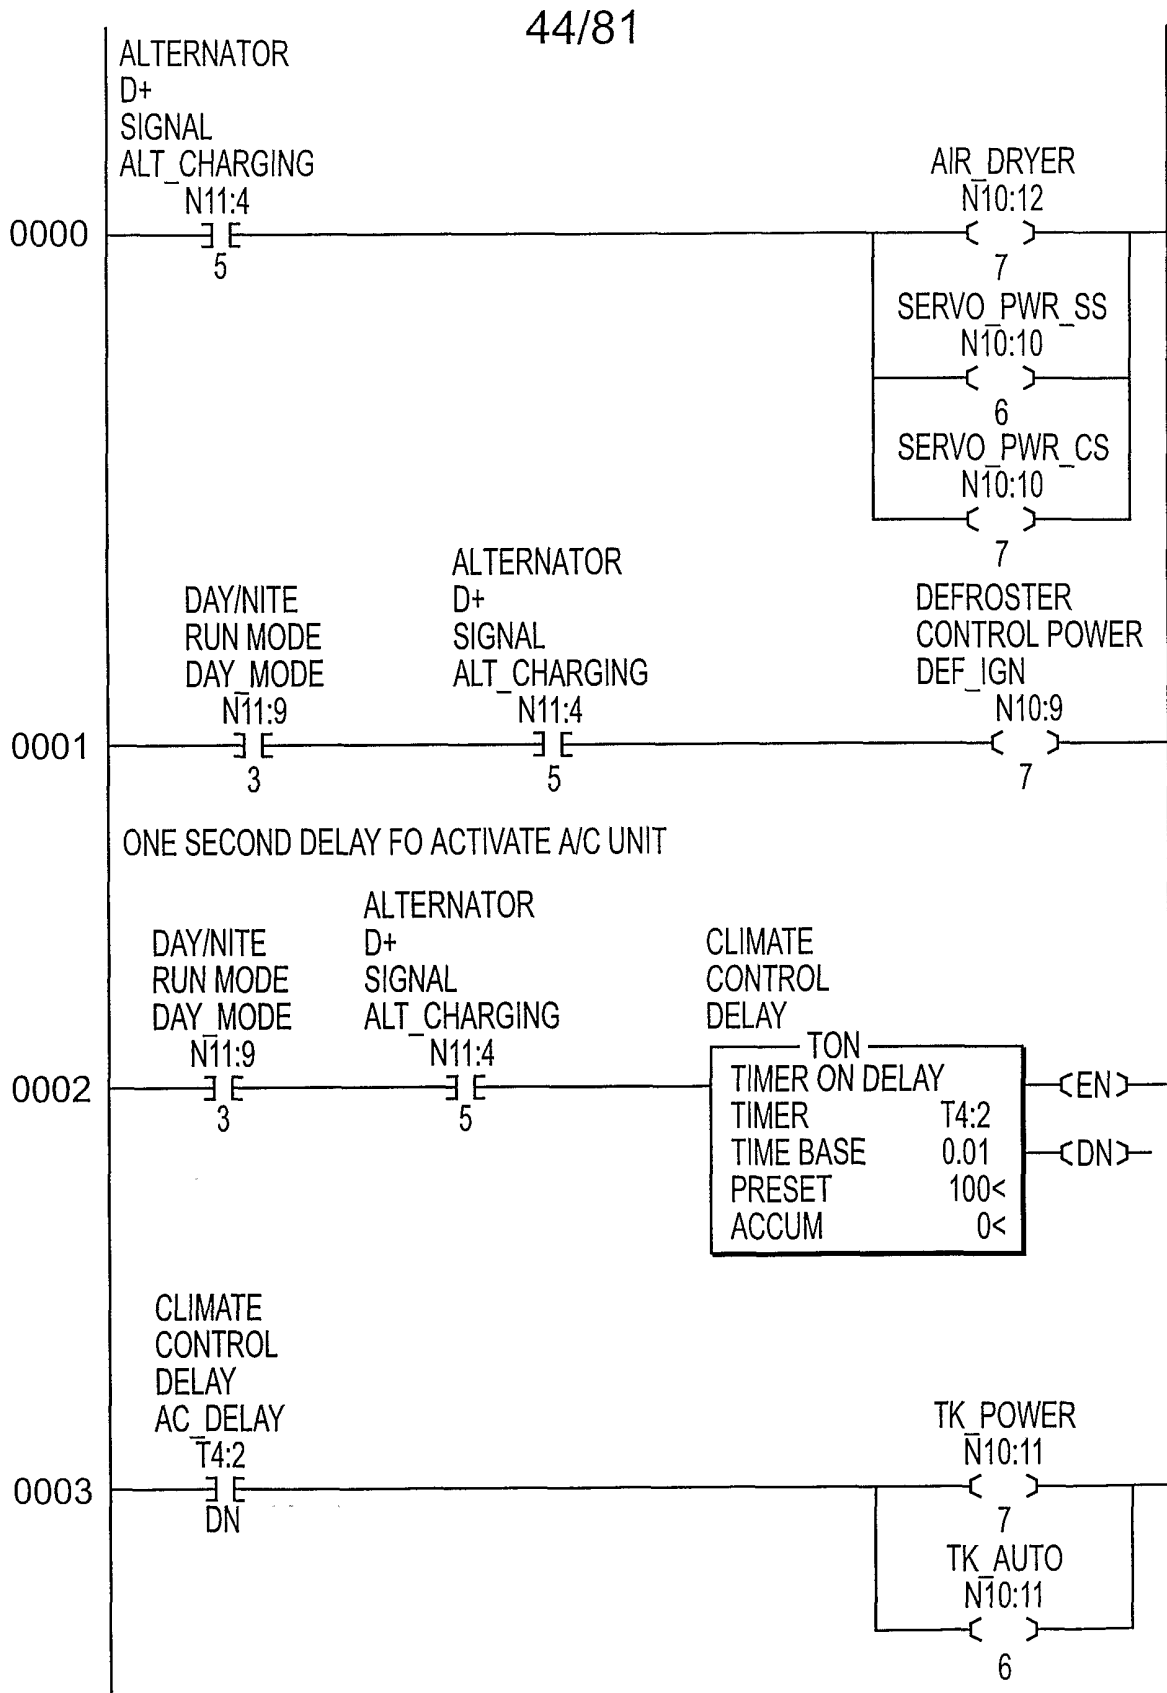 44/81
ALTERNATOR
D+
SIGNAL
ALT_CHARGING
N11:4
5
AIR_DRYER
N10:12
7
SERVO_PWR_SS
N10:10
6
SERVO_PWR_CS
N10:10
7
0000
DAY/NITE
RUN MODE
DAY_MODE
N11:9
3
ALTERNATOR
D+
SIGNAL
ALT_CHARGING
N11:4
5
DEFROSTER
CONTROL POWER
DEF_IGN
N10:9
7
0001
ONE SECOND DELAY FO ACTIVATE A/C UNIT
DAY/NITE
RUN MODE
DAY_MODE
N11:9
3
ALTERNATOR
D+
SIGNAL
ALT_CHARGING
N11:4
5
CLIMATE
CONTROL
DELAY
TON
TIMER ON DELAY
TIMER T4:2
TIME BASE 0.01
PRESET 100<
ACCUM 0<
EN
DN
0002
CLIMATE
CONTROL
DELAY
AC_DELAY
T4:2
DN
TK_POWER
N10:11
7
TK_AUTO
N10:11
6
0003